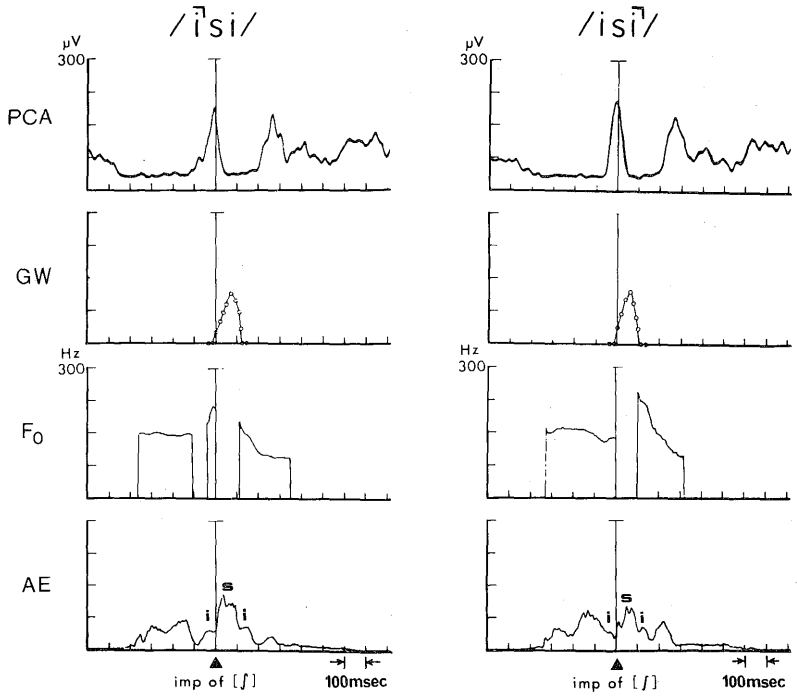 /i˥si/ /isi˥/
µV µV
300 300
PCA
GW
Hz Hz
300 300
F0
AE
s s
i i i i
imp of [ʃ] 100msec imp of [ʃ] 100msec